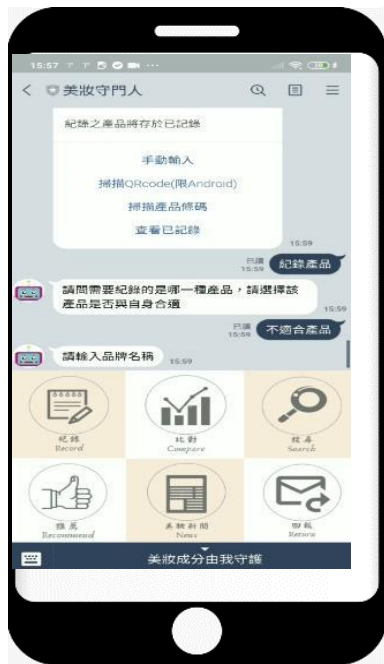 15:57
美妝守門人
紀錄之產品將存於已記錄
手動輸入
掃描QRcode(限Android)
掃描產品條碼
查看已記錄
15:59
已讀
15:59
紀錄產品
請問需要紀錄的是哪一種產品，請選擇該
產品是否與自身合適
15:59
已讀
15:59
不適合產品
請輸入品牌名稱
15:59
紀錄
Record
比對
Compare
搜尋
Search
推薦
Recommend
美妝新聞
News
回報
Return
美妝成分由我守護